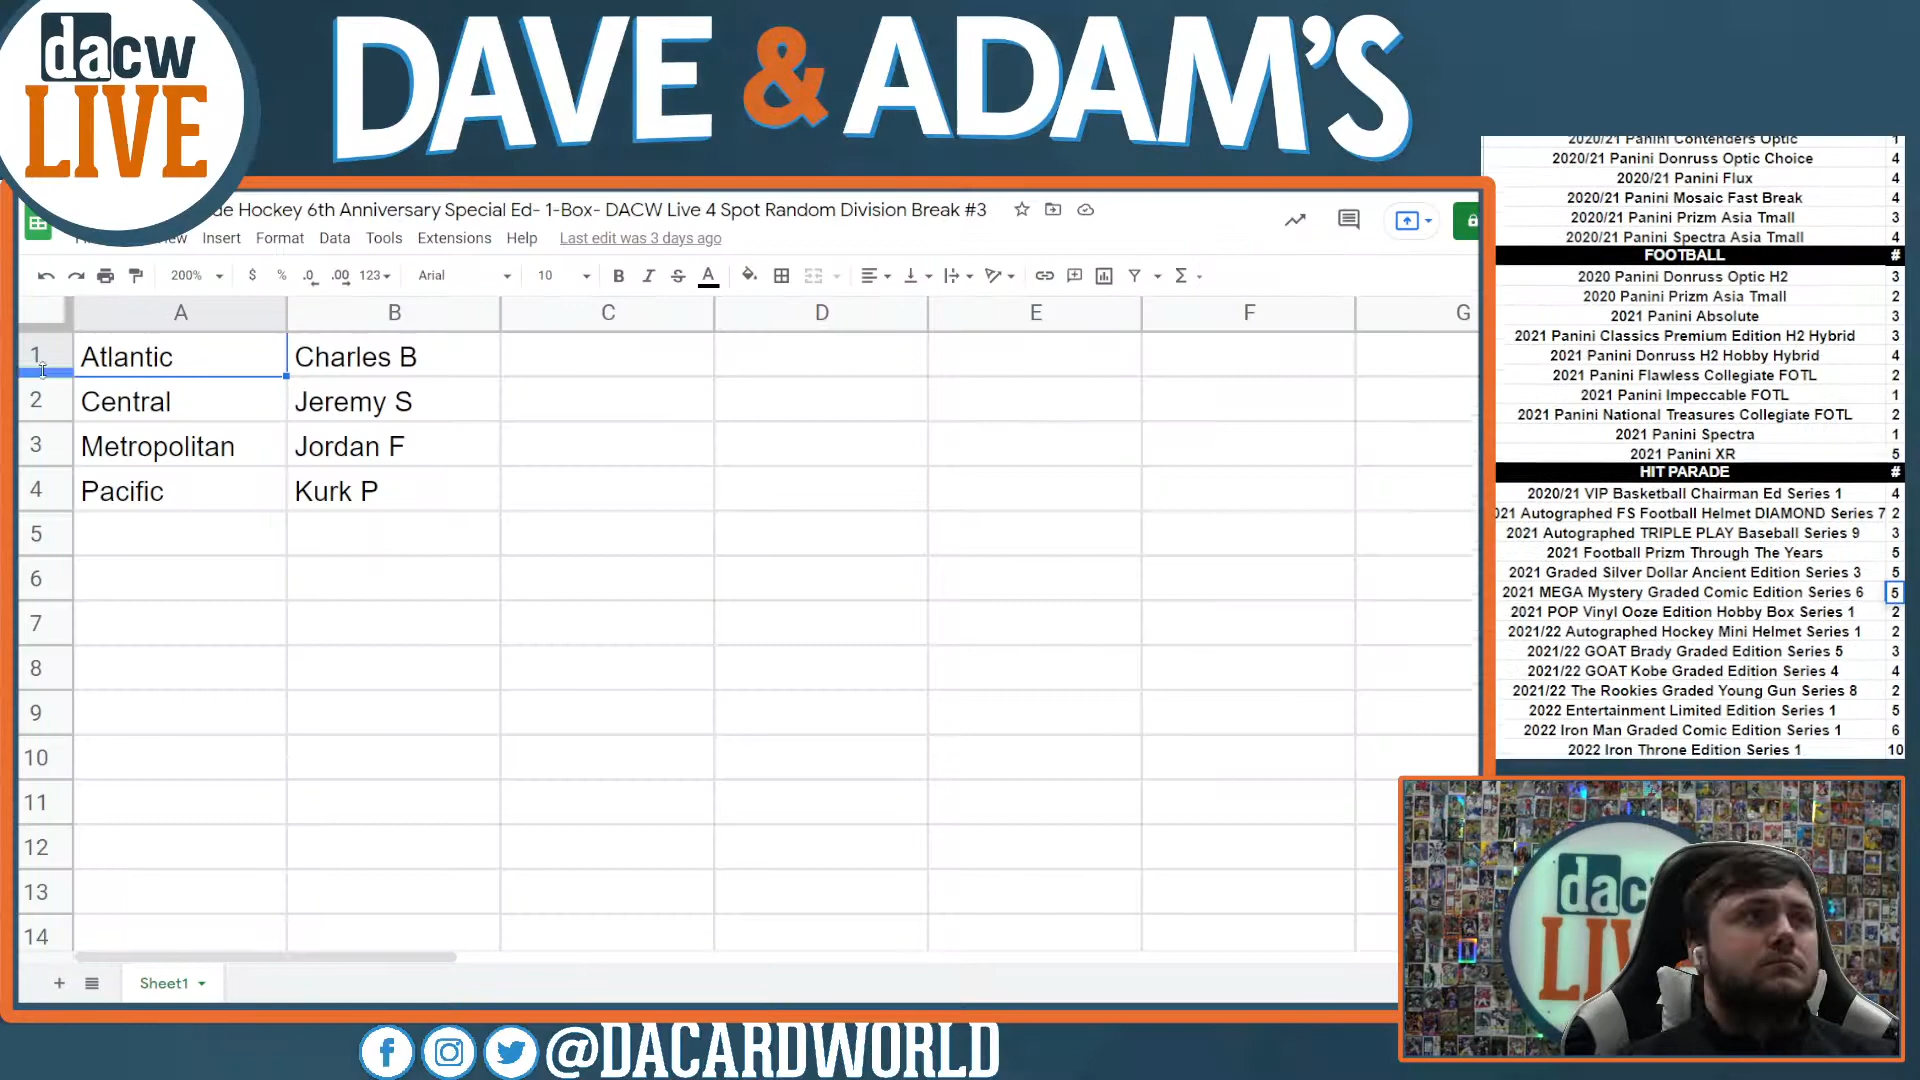 dacw
LIVE
DAVE & ADAM'S
de Hockey 6th Anniversary Special Ed- 1-Box- DACW Live 4 Spot Random Division Break #3
Insert Format Data Tools Extensions Help Last edit was 3 days ago
200% $ % .0 .00 123 Arial 10 B I S A
A B C D E F G
1 Atlantic Charles B
2 Central Jeremy S
3 Metropolitan Jordan F
4 Pacific Kurk P
5
6
7
8
9
10
11
12
13
14
+ Sheet1
2020/21 Panini Contenders Optic 1
2020/21 Panini Donruss Optic Choice 4
2020/21 Panini Flux 4
2020/21 Panini Mosaic Fast Break 4
2020/21 Panini Prizm Asia Tmall 3
2020/21 Panini Spectra Asia Tmall 4
FOOTBALL #
2020 Panini Donruss Optic H2 3
2020 Panini Prizm Asia Tmall 2
2021 Panini Absolute 3
2021 Panini Classics Premium Edition H2 Hybrid 3
2021 Panini Donruss H2 Hobby Hybrid 4
2021 Panini Flawless Collegiate FOTL 2
2021 Panini Impeccable FOTL 1
2021 Panini National Treasures Collegiate FOTL 2
2021 Panini Spectra 1
2021 Panini XR 5
HIT PARADE #
2020/21 VIP Basketball Chairman Ed Series 1 4
021 Autographed FS Football Helmet DIAMOND Series 7 2
2021 Autographed TRIPLE PLAY Baseball Series 9 3
2021 Football Prizm Through The Years 5
2021 Graded Silver Dollar Ancient Edition Series 3 5
2021 MEGA Mystery Graded Comic Edition Series 6 5
2021 POP Vinyl Ooze Edition Hobby Box Series 1 2
2021/22 Autographed Hockey Mini Helmet Series 1 2
2021/22 GOAT Brady Graded Edition Series 5 3
2021/22 GOAT Kobe Graded Edition Series 4 4
2021/22 The Rookies Graded Young Gun Series 8 2
2022 Entertainment Limited Edition Series 1 5
2022 Iron Man Graded Comic Edition Series 1 6
2022 Iron Throne Edition Series 1 10
dac
LIV
@DACARDWORLD